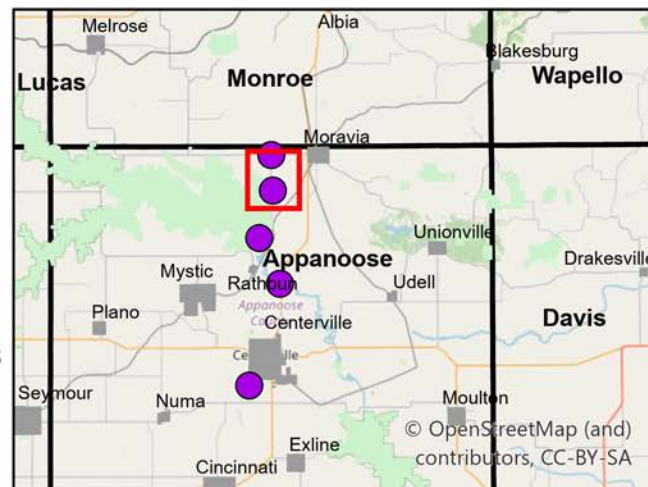 Albia
Melrose
Blakesburg
Lucas
Monroe
Wapello
Moravia
Unionville
Appanoose
Drakesville
Mystic
Rathbun
Udell
Appanoose
Plano
Centerville
Davis
Seymour
Numa
Moulton
Exline
Cincinnati
© OpenStreetMap (and)
contributors, CC-BY-SA